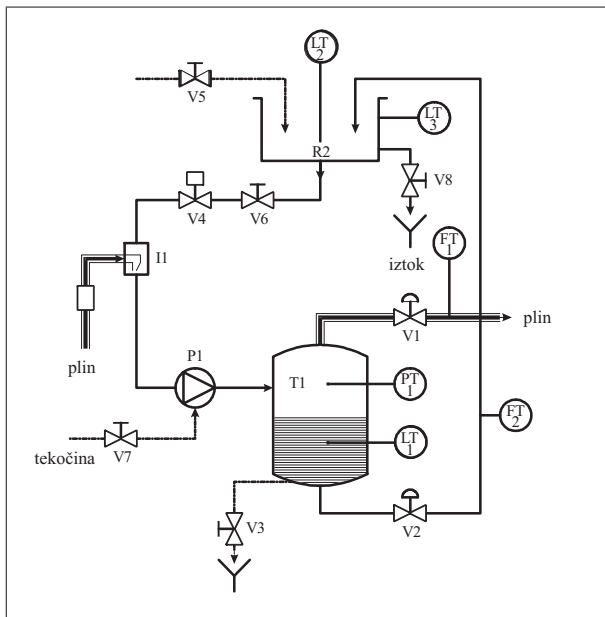 LT
2
V5
LT
3
R2
V8
V4
V6
FT
1
I1
iztok
plin
V1
P1
plin
T1
PT
1
FT
2
LT
1
V7
tekočina
V3
V2